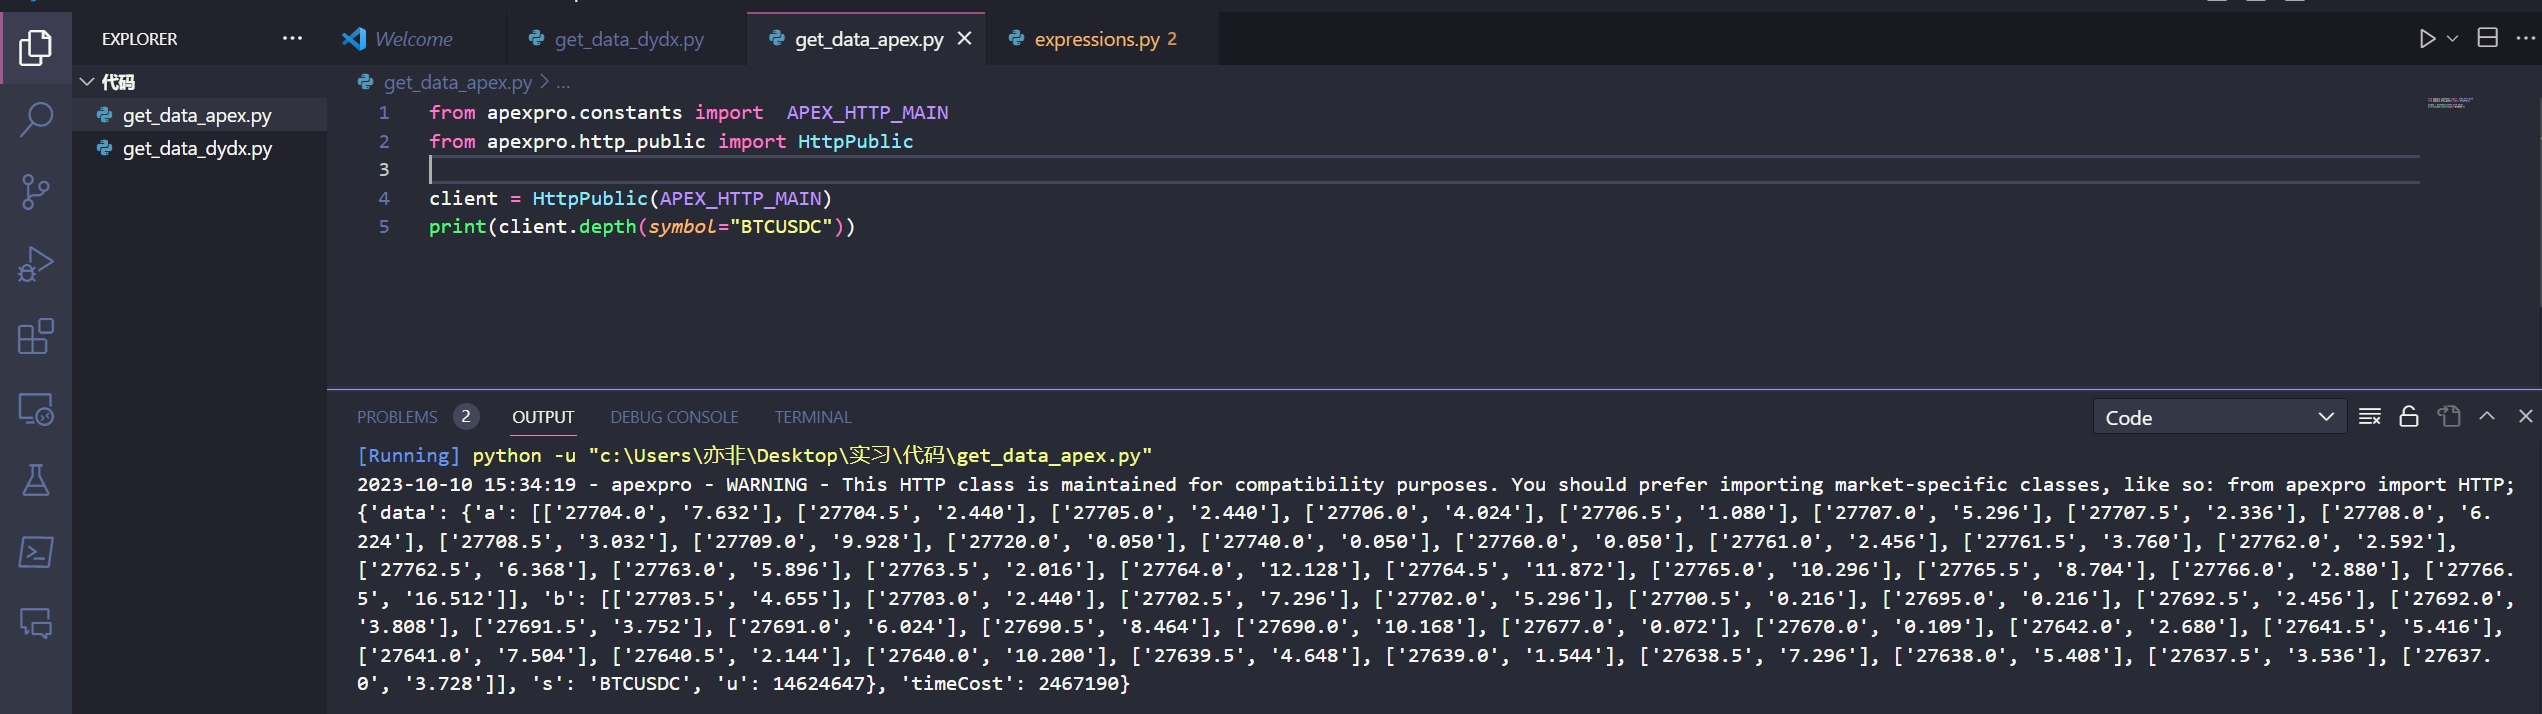 EXPLORER
Welcome
get_data_dydx.py
get_data_apex.py
expressions.py 2
代码
get_data_apex.py
get_data_dydx.py
get_data_apex.py > ...
1 from apexpro.constants import  APEX_HTTP_MAIN
2 from apexpro.http_public import HttpPublic
3
4 client = HttpPublic(APEX_HTTP_MAIN)
5 print(client.depth(symbol="BTCUSDC"))
PROBLEMS 2 OUTPUT DEBUG CONSOLE TERMINAL
Code
[Running] python -u "c:\Users\亦非\Desktop\实习\代码\get_data_apex.py"
2023-10-10 15:34:19 - apexpro - WARNING - This HTTP class is maintained for compatibility purposes. You should prefer importing market-specific classes, like so: from apexpro import HTTP;
{'data': {'a': [['27704.0', '7.632'], ['27704.5', '2.440'], ['27705.0', '2.440'], ['27706.0', '4.024'], ['27706.5', '1.080'], ['27707.0', '5.296'], ['27707.5', '2.336'], ['27708.0', '6.
224'], ['27708.5', '3.032'], ['27709.0', '9.928'], ['27720.0', '0.050'], ['27740.0', '0.050'], ['27760.0', '0.050'], ['27761.0', '2.456'], ['27761.5', '3.760'], ['27762.0', '2.592'],
['27762.5', '6.368'], ['27763.0', '5.896'], ['27763.5', '2.016'], ['27764.0', '12.128'], ['27764.5', '11.872'], ['27765.0', '10.296'], ['27765.5', '8.704'], ['27766.0', '2.880'], ['27766.
5', '16.512']], 'b': [['27703.5', '4.655'], ['27703.0', '2.440'], ['27702.5', '7.296'], ['27702.0', '5.296'], ['27700.5', '0.216'], ['27695.0', '0.216'], ['27692.5', '2.456'], ['27692.0',
'3.808'], ['27691.5', '3.752'], ['27691.0', '6.024'], ['27690.5', '8.464'], ['27690.0', '10.168'], ['27677.0', '0.072'], ['27670.0', '0.109'], ['27642.0', '2.680'], ['27641.5', '5.416'],
['27641.0', '7.504'], ['27640.5', '2.144'], ['27640.0', '10.200'], ['27639.5', '4.648'], ['27639.0', '1.544'], ['27638.5', '7.296'], ['27638.0', '5.408'], ['27637.5', '3.536'], ['27637.
0', '3.728']], 's': 'BTCUSDC', 'u': 14624647}, 'timeCost': 2467190}